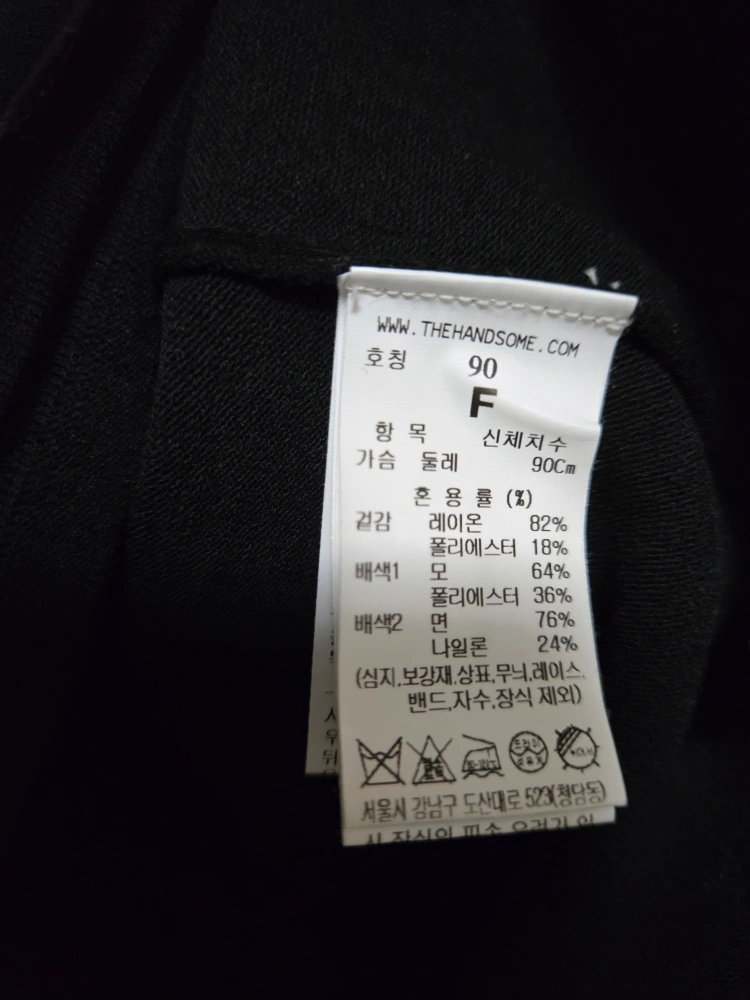 WWW.THEHANDSOME.COM
호칭 90
F
항 목 신체치수
가슴 둘레 90Cm
혼 용 률 (%)
겉감 레이온 82%
폴리에스터 18%
배색1 모 64%
폴리에스터 36%
배색2 면 76%
나일론 24%
(심지,보강재,상표,무늬,레이스,
밴드,자수,장식 제외)
드라이
서울시 강남구 도산대로 523(청담동)